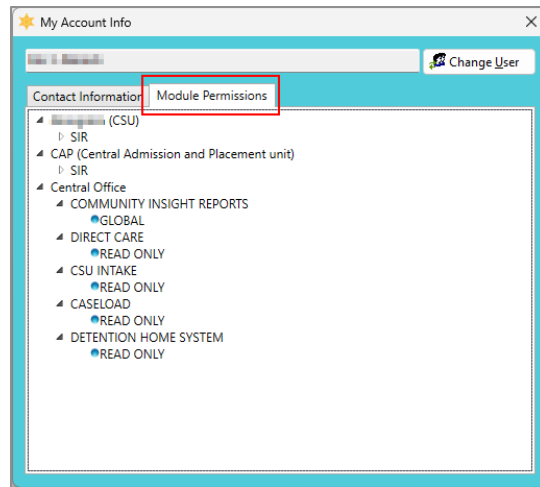 My Account Info
Change User
Contact Information
Module Permissions
(CSU)
SIR
CAP (Central Admission and Placement unit)
SIR
Central Office
COMMUNITY INSIGHT REPORTS
GLOBAL
DIRECT CARE
READ ONLY
CSU INTAKE
READ ONLY
CASELOAD
READ ONLY
DETENTION HOME SYSTEM
READ ONLY